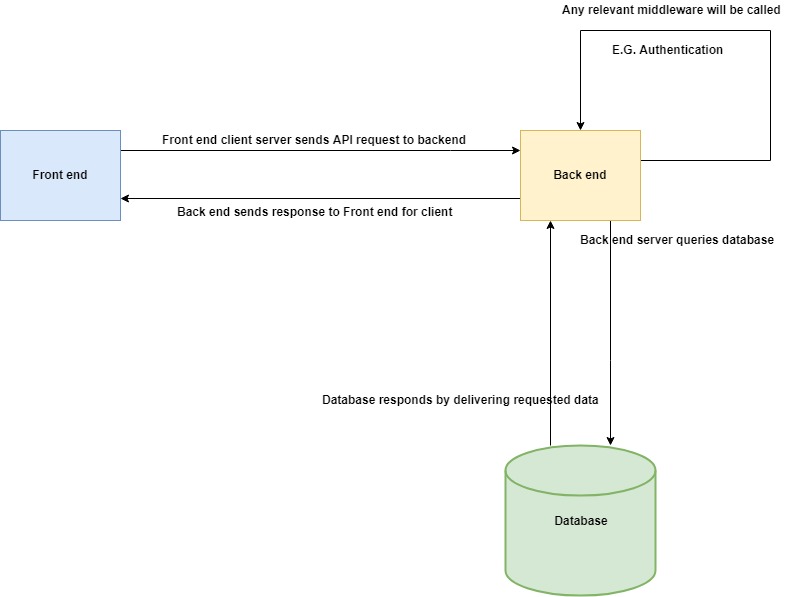 Any relevant middleware will be called
E.G. Authentication
Front end client server sends API request to backend
Front end
Back end
Back end sends response to Front end for client
Back end server queries database
Database responds by delivering requested data
Database